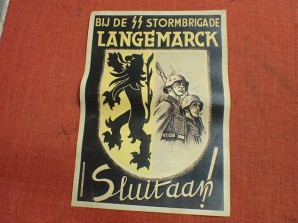 BIJ DE SS STORMBRIGADE
LANGEMARCK
Sluit aan!